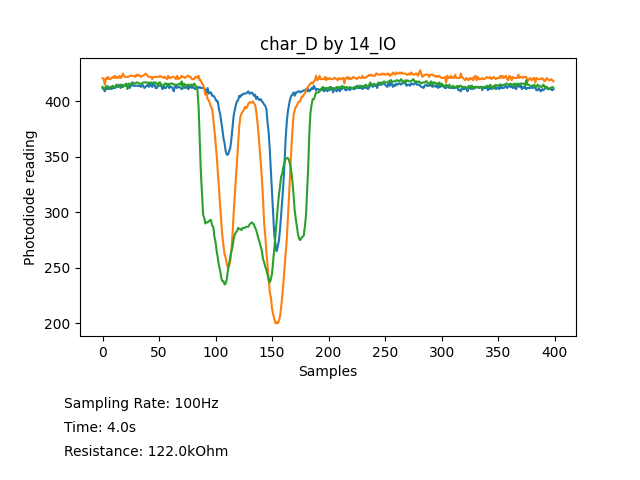 char_D by 14_IO
Photodiode reading
400
350
300
250
200
0 50 100 150 200 250 300 350 400
Samples
Sampling Rate: 100Hz
Time: 4.0s
Resistance: 122.0kOhm